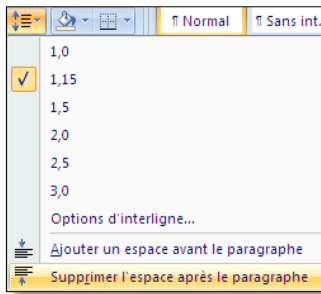 ¶ Normal ¶ Sans int.
1,0
1,15
1,5
2,0
2,5
3,0
Options d'interligne...
Ajouter un espace avant le paragraphe
Supprimer l'espace après le paragraphe